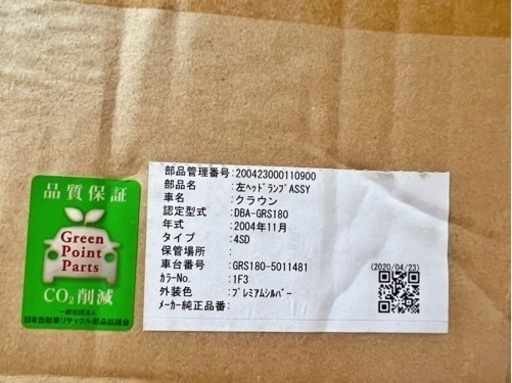 品質保証
Green
Point
Parts
CO2削減
一般社団法人
日本自動車リサイクル部品協議会
部品管理番号:200423000110900
部品名　　　:左ﾍｯﾄﾞﾗﾝﾌﾟASSY
車名　　　　:クラウン
認定型式　　:DBA-GRS180
年式　　　　:2004年11月
タイプ　　　:4SD
保管場所　　:
車台番号　　:GRS180-5011481
ｶﾗｰNo.　　　:1F3
外装色　　　:ﾌﾟﾚﾐｱﾑｼﾙﾊﾞｰ
ﾒｰｶｰ純正品番:
(2020/04/23)